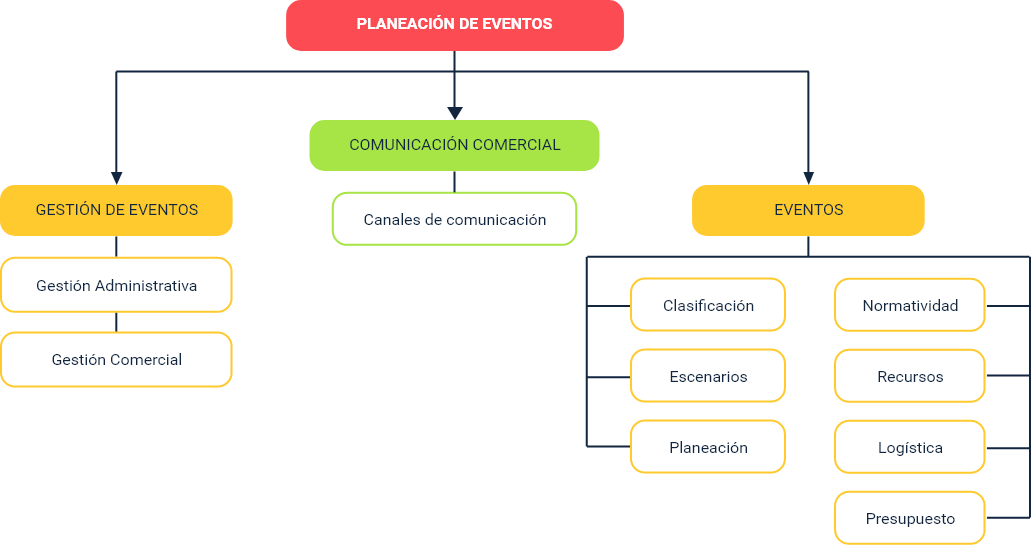 PLANEACIÓN DE EVENTOS
COMUNICACIÓN COMERCIAL
Canales de comunicación
GESTIÓN DE EVENTOS
Gestión Administrativa
Gestión Comercial
EVENTOS
Clasificación
Escenarios
Planeación
Normatividad
Recursos
Logística
Presupuesto